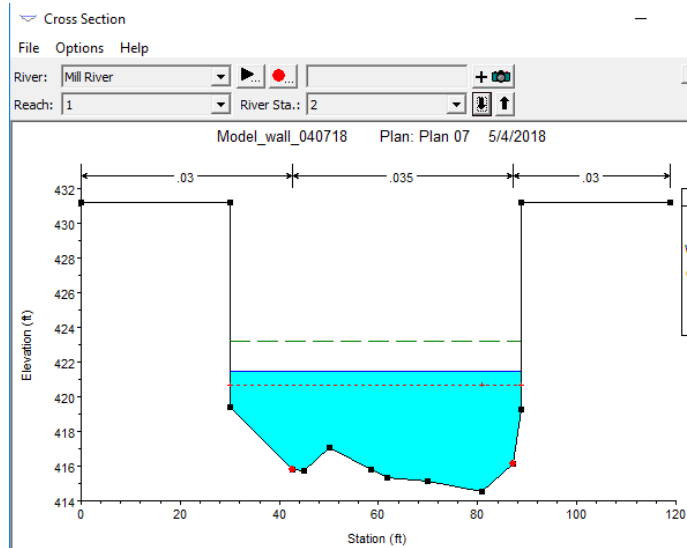 Cross Section
File Options Help
River: Mill River
Reach: 1 River Sta.: 2
Model_wall_040718 Plan: Plan 07 5/4/2018
.03 .035 .03
432
430
428
426
424
422
420
418
416
414
Elevation (ft)
0 20 40 60 80 100 120
Station (ft)